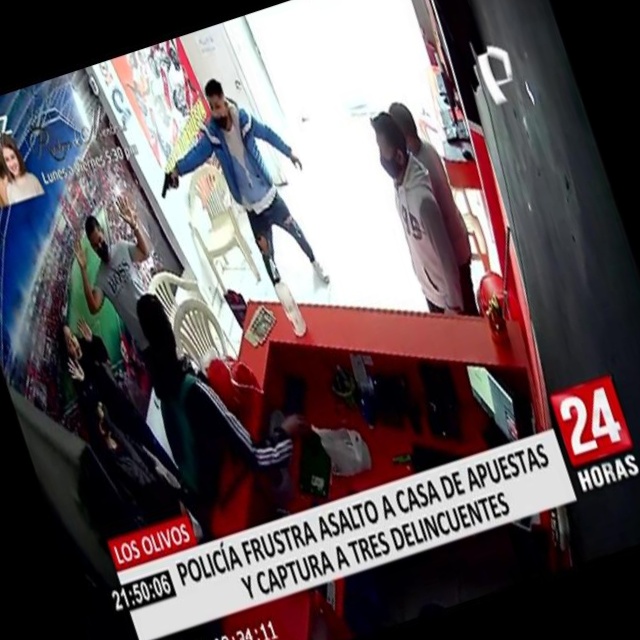 Lunes a Viernes 5:30 pm
24
HORAS
LOS OLIVOS
21:50:06
POLICÍA FRUSTRA ASALTO A CASA DE APUESTAS
Y CAPTURA A TRES DELINCUENTES